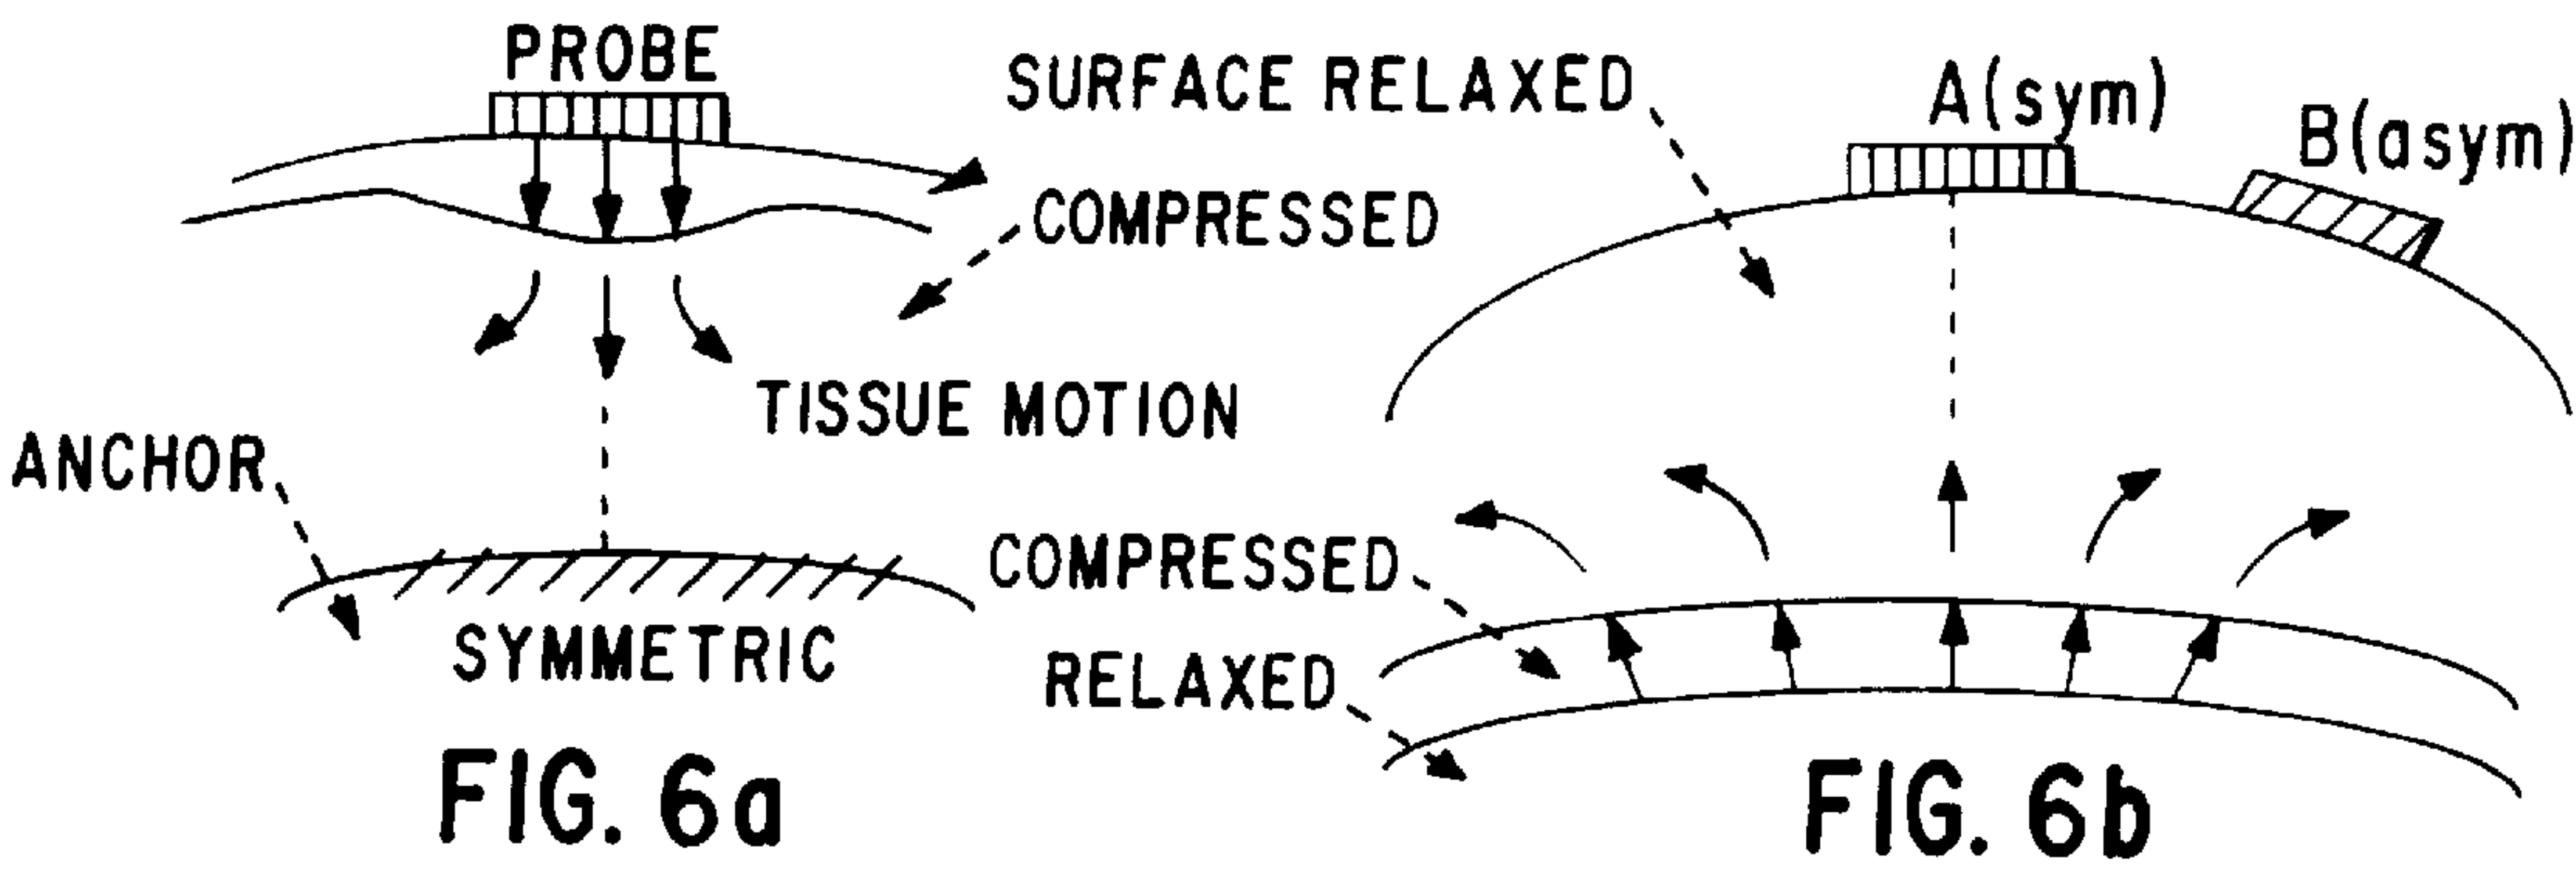 PROBE
COMPRESSED
TISSUE MOTION
ANCHOR
SYMMETRIC
FIG. 6a
SURFACE RELAXED
A(sym)
B(asym)
COMPRESSED
RELAXED
FIG. 6b